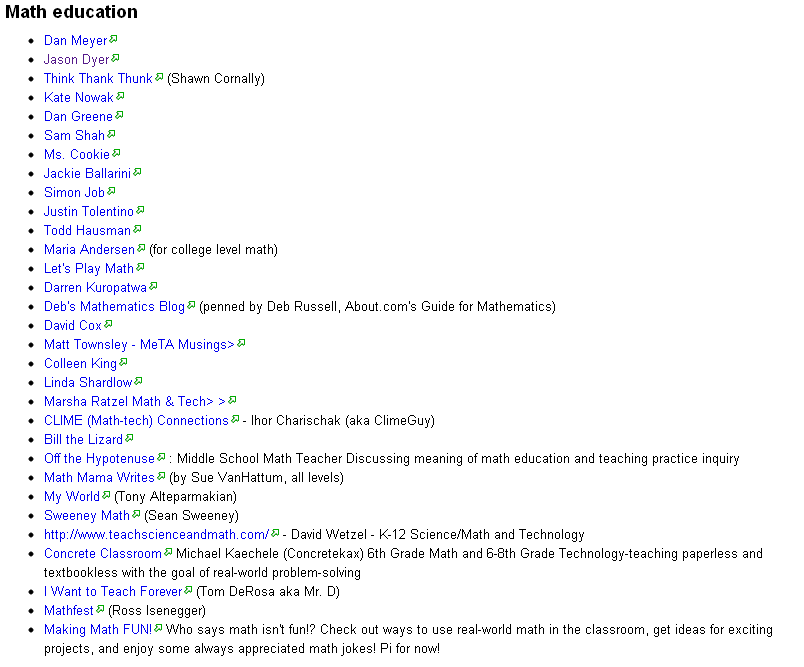 Math education
Dan Meyer
Jason Dyer
Think Thank Thunk (Shawn Cornally)
Kate Nowak
Dan Greene
Sam Shah
Ms. Cookie
Jackie Ballarini
Simon Job
Justin Tolentino
Todd Hausman
Maria Andersen (for college level math)
Let's Play Math
Darren Kuropatwa
Deb's Mathematics Blog (penned by Deb Russell, About.com's Guide for Mathematics)
David Cox
Matt Townsley - MeTA Musings>
Colleen King
Linda Shardlow
Marsha Ratzel Math & Tech> >
CLIME (Math-tech) Connections - Ihor Charischak (aka ClimeGuy)
Bill the Lizard
Off the Hypotenuse : Middle School Math Teacher Discussing meaning of math education and teaching practice inquiry
Math Mama Writes (by Sue VanHattum, all levels)
My World (Tony Alteparmakian)
Sweeney Math (Sean Sweeney)
http://www.teachscienceandmath.com/ - David Wetzel - K-12 Science/Math and Technology
Concrete Classroom Michael Kaechele (Concretekax) 6th Grade Math and 6-8th Grade Technology-teaching paperless and
textbookless with the goal of real-world problem-solving
I Want to Teach Forever (Tom DeRosa aka Mr. D)
Mathfest (Ross Isenegger)
Making Math FUN! Who says math isn't fun!? Check out ways to use real-world math in the classroom, get ideas for exciting
projects, and enjoy some always appreciated math jokes! Pi for now!